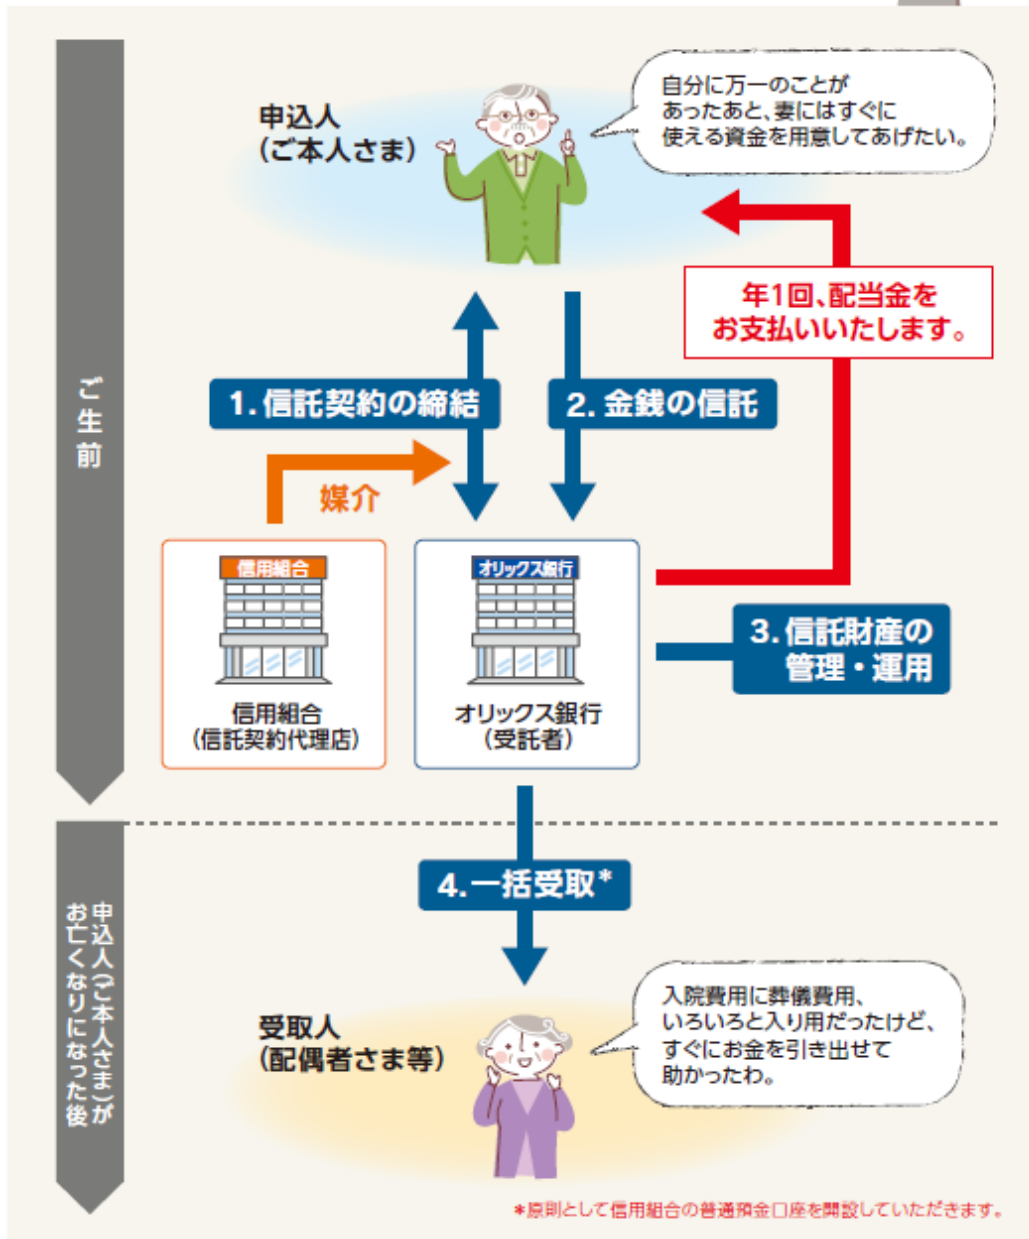 ご生前
申込人
(ご本人さま)
自分に万一のことが
あったあと、妻にはすぐに
使える資金を用意してあげたい。
年1回、配当金を
お支払いいたします。
1.信託契約の締結
2.金銭の信託
媒介
信用組合
信用組合
(信託契約代理店)
オリックス銀行
オリックス銀行
(受託者)
3.信託財産の
管理・運用
申込人(ご本人さま)が
お亡くなりになった後
4.一括受取*
受取人
(配偶者さま等)
入院費用に葬儀費用、
いろいろと入り用だったけど、
すぐにお金を引き出せて
助かったわ。
*原則として信用組合の普通預金口座を開設していただきます。